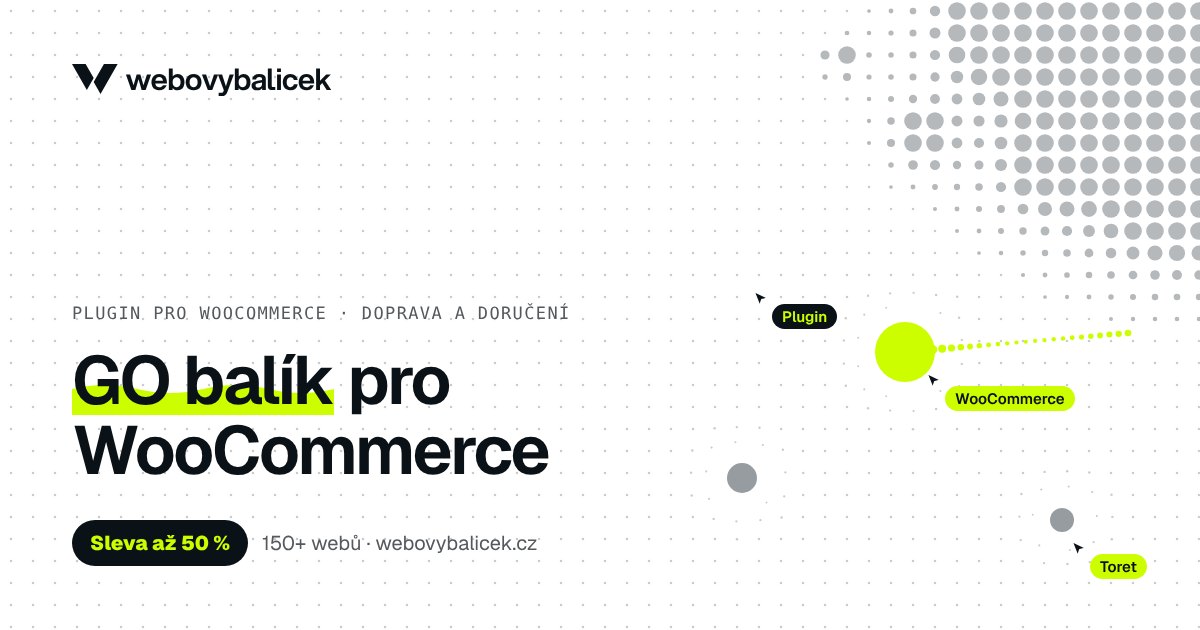 webovybalicek
PLUGIN PRO WOOCOMMERCE · DOPRAVA A DORUČENÍ
GO balík pro
WooCommerce
Sleva až 50 %
150+ webů · webovybalicek.cz
Plugin
WooCommerce
Toret